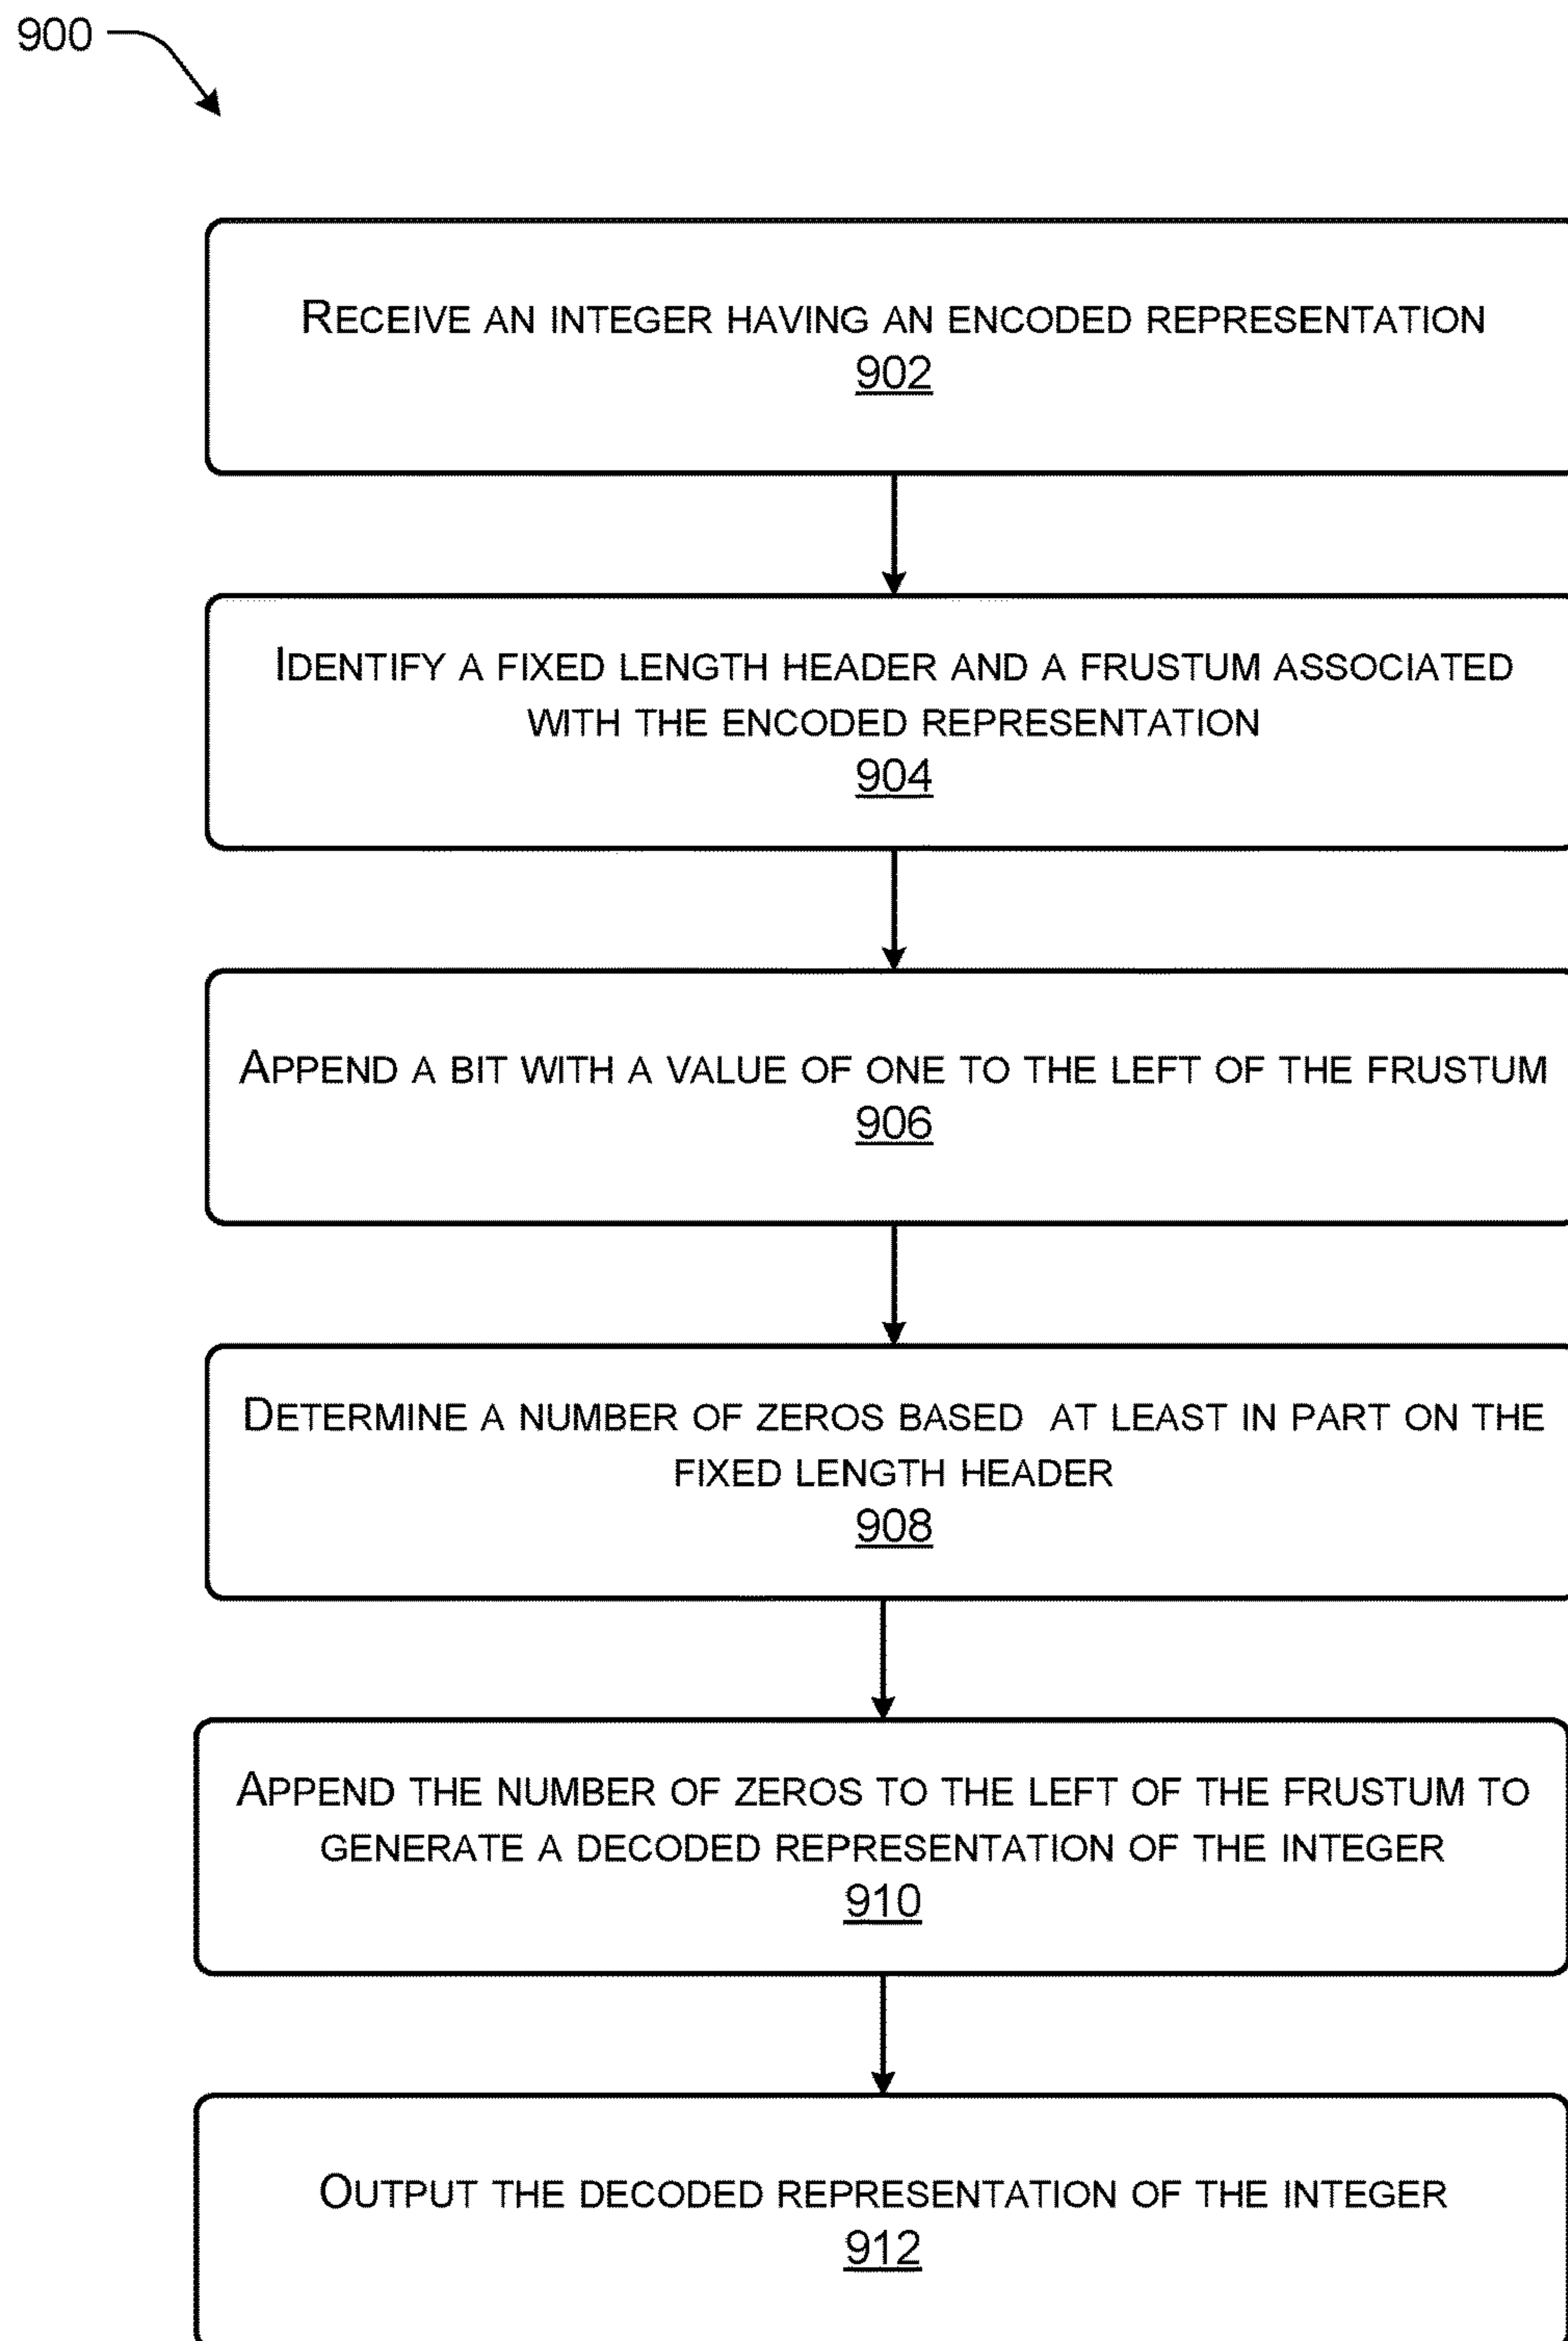 900
RECEIVE AN INTEGER HAVING AN ENCODED REPRESENTATION
902
IDENTIFY A FIXED LENGTH HEADER AND A FRUSTUM ASSOCIATED
WITH THE ENCODED REPRESENTATION
904
APPEND A BIT WITH A VALUE OF ONE TO THE LEFT OF THE FRUSTUM
906
DETERMINE A NUMBER OF ZEROS BASED AT LEAST IN PART ON THE
FIXED LENGTH HEADER
908
APPEND THE NUMBER OF ZEROS TO THE LEFT OF THE FRUSTUM TO
GENERATE A DECODED REPRESENTATION OF THE INTEGER
910
OUTPUT THE DECODED REPRESENTATION OF THE INTEGER
912